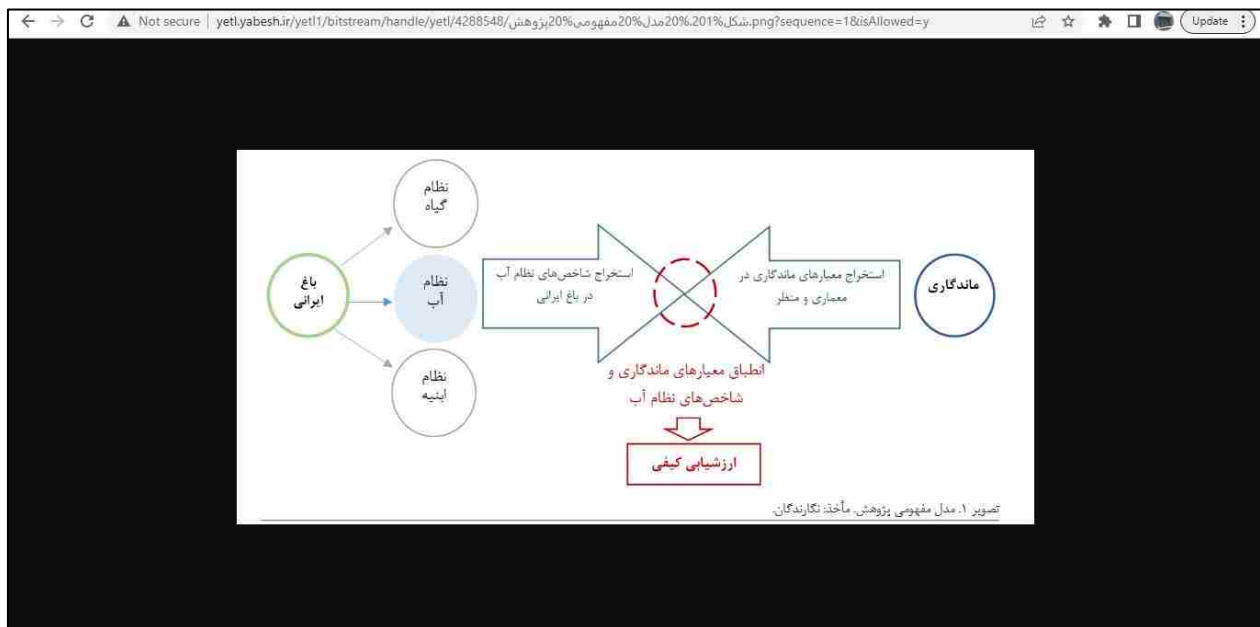 Not secure | yetl.yabesh.ir/yetl1/bitstream/handle/yetl/4288548/شکل%201.%20مدل%20مفهومی%20پژوهش.png?sequence=1&isAllowed=y
Update
نظام
گیاه
باغ
ایرانی
نظام
آب
نظام
ابنیه
استخراج شاخص‌های نظام آب
در باغ ایرانی
استخراج معیارهای ماندگاری در
معماری و منظر
ماندگاری
انطباق معیارهای ماندگاری و
شاخص‌های نظام آب
ارزشیابی کیفی
تصویر ۱. مدل مفهومی پژوهش. مأخذ: نگارندگان.